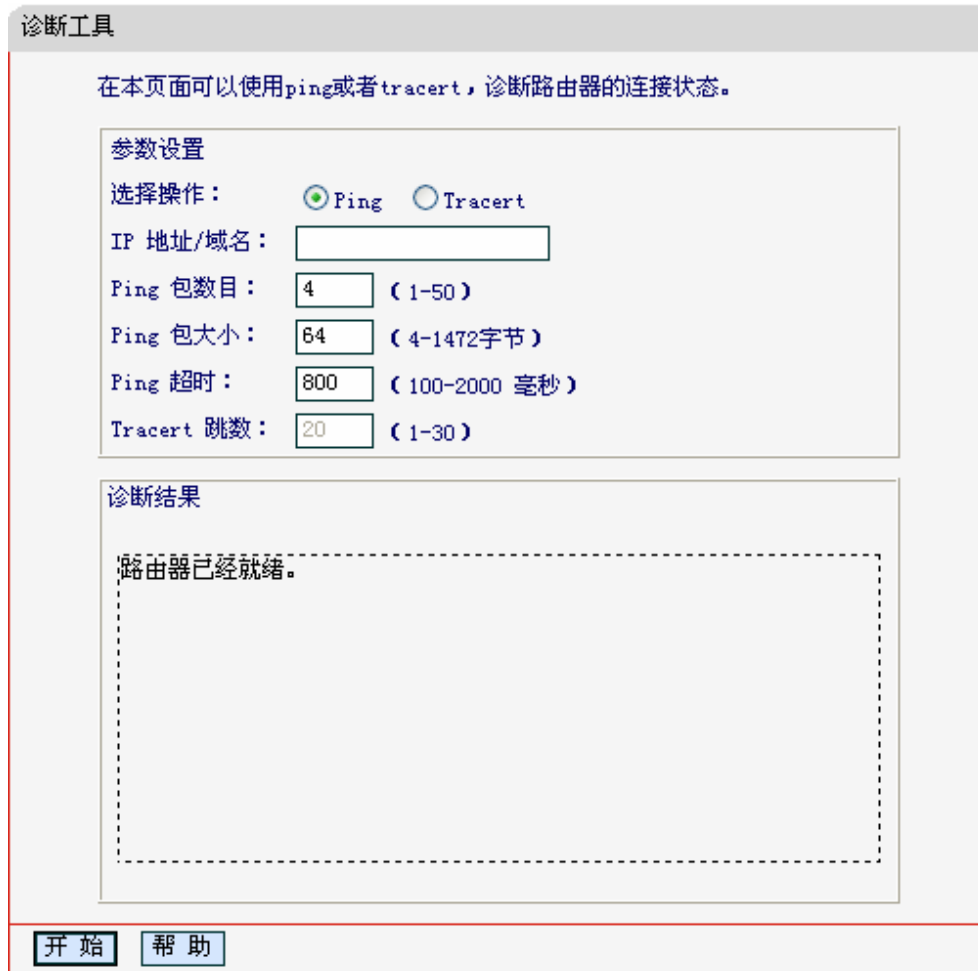 诊断工具
在本页面可以使用ping或者tracert，诊断路由器的连接状态。
参数设置
选择操作： Ping Tracert
IP 地址/域名：
Ping 包数目： 4 （1-50）
Ping 包大小： 64 （4-1472字节）
Ping 超时： 800 （100-2000 毫秒）
Tracert 跳数： 20 （1-30）
诊断结果
路由器已经就绪。
开 始 帮 助